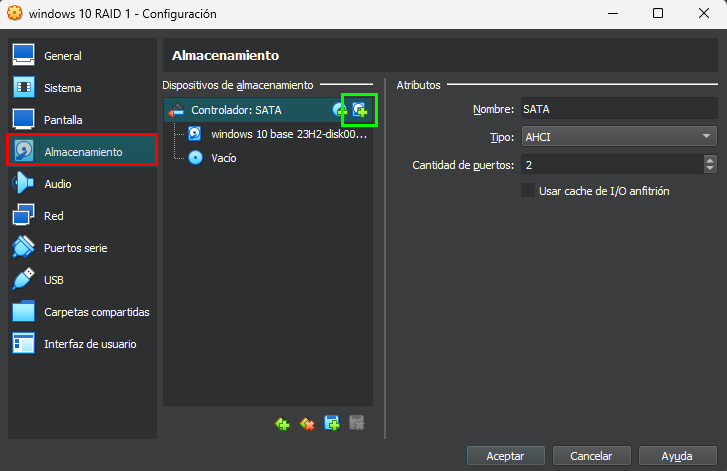 windows 10 RAID 1 - Configuración
General
Sistema
Pantalla
Almacenamiento
Audio
Red
Puertos serie
USB
Carpetas compartidas
Interfaz de usuario
Almacenamiento
Dispositivos de almacenamiento
Controlador: SATA
windows 10 base 23H2-disk00...
Vacío
Atributos
Nombre: SATA
Tipo: AHCI
Cantidad de puertos: 2
Usar cache de I/O anfitrión
Aceptar
Cancelar
Ayuda